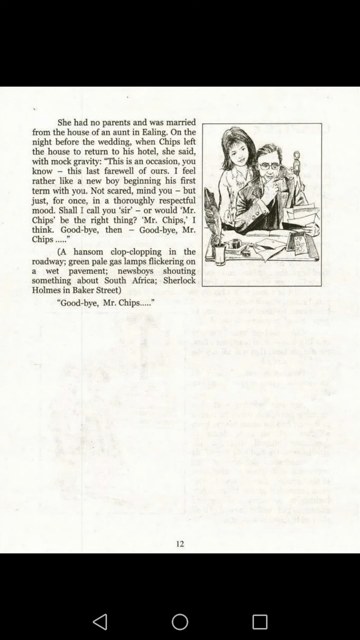 She had no parents and was married
from the house of an aunt in Ealing. On the
night before the wedding, when Chips left
the house to return to his hotel, she said,
with mock gravity: “This is an occasion, you
know – this last farewell of ours. I feel
rather like a new boy beginning his first
term with you. Not scared, mind you – but
just, for once, in a thoroughly respectful
mood. Shall I call you ‘sir’ – or would ‘Mr.
Chips’ be the right thing? ‘Mr. Chips,’ I
think. Good-bye, then – Good-bye, Mr.
Chips .....”
(A hansom clop-clopping in the
roadway; green pale gas lamps flickering on
a wet pavement; newsboys shouting
something about South Africa; Sherlock
Holmes in Baker Street)
“Good-bye, Mr. Chips.....”
12